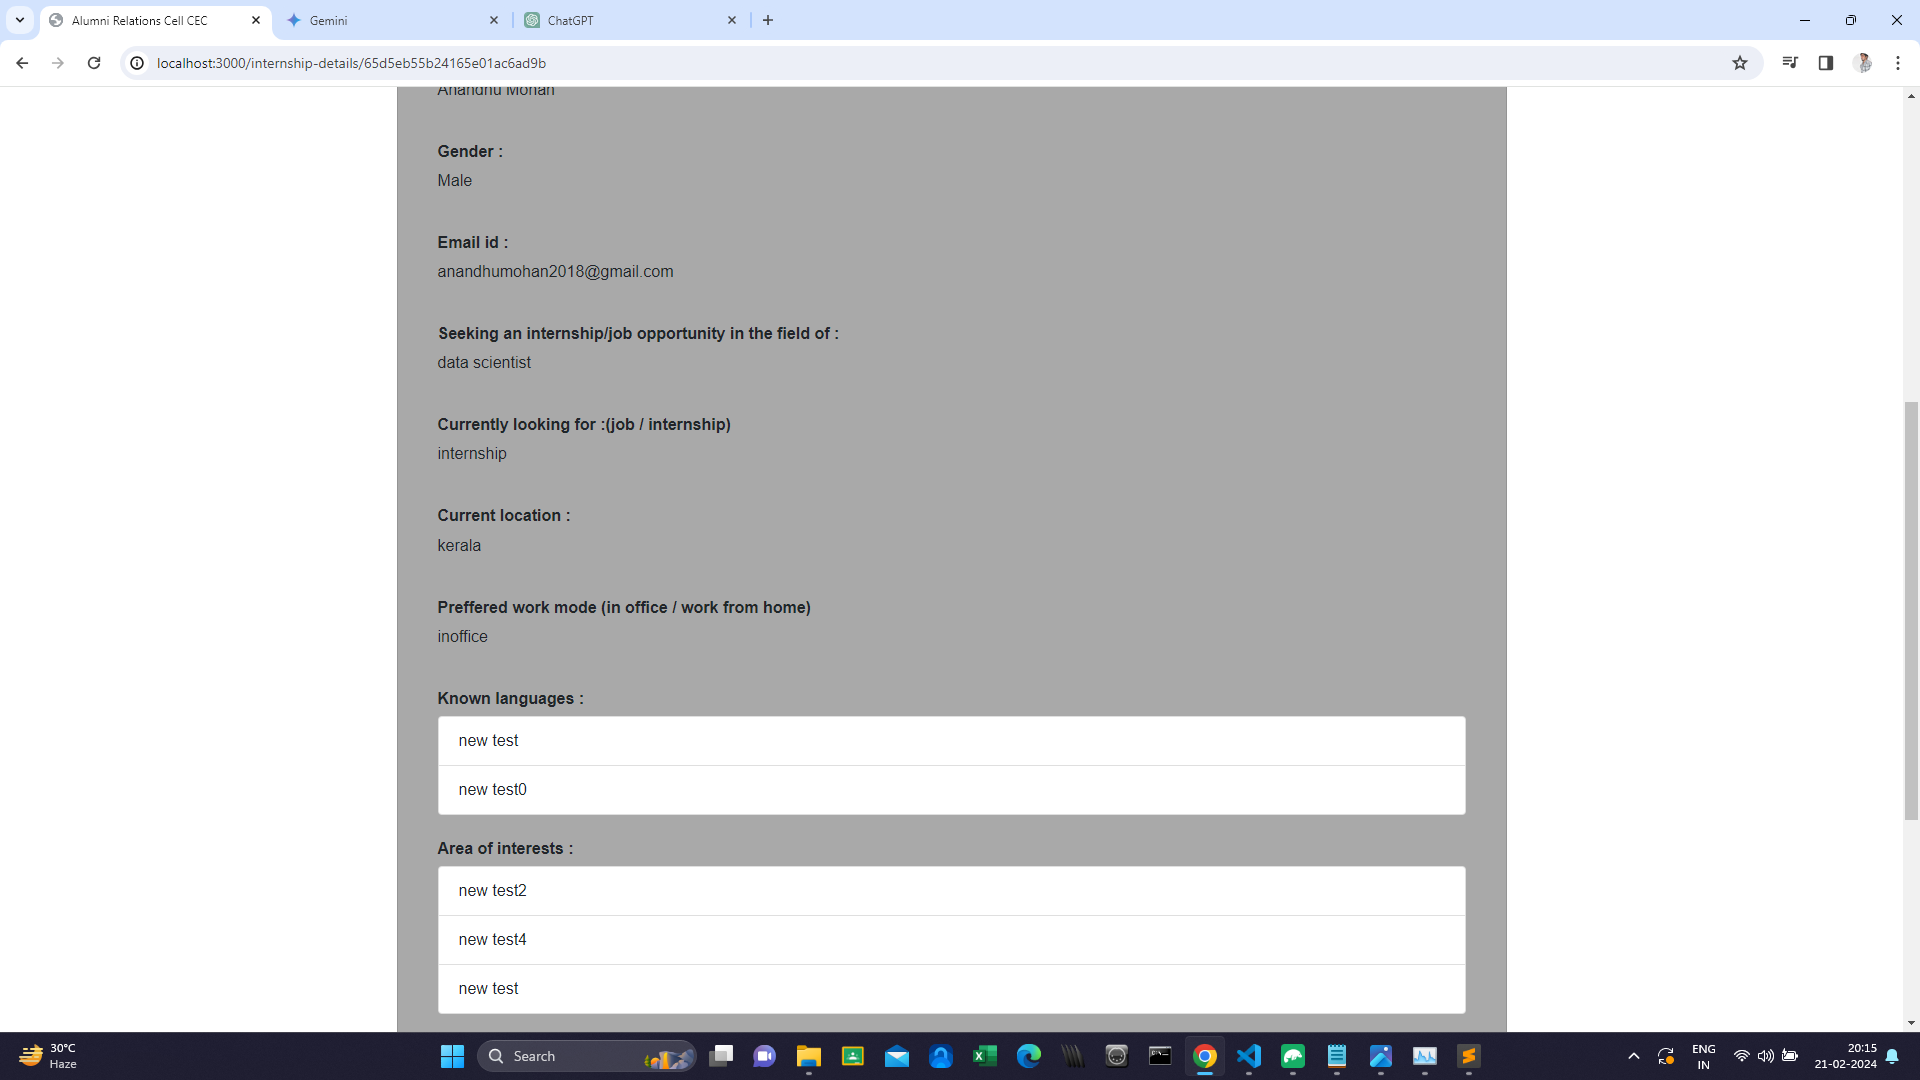 Alumni Relations Cell CEC
Gemini
ChatGPT
localhost:3000/internship-details/65d5eb55b24165e01ac6ad9b
Anandhu Mohan
Gender :
Male
Email id :
anandhumohan2018@gmail.com
Seeking an internship/job opportunity in the field of :
data scientist
Currently looking for :(job / internship)
internship
Current location :
kerala
Preffered work mode (in office / work from home)
inoffice
Known languages :
new test
new test0
Area of interests :
new test2
new test4
new test
30°C
Haze
Search
ENG
IN
20:15
21-02-2024